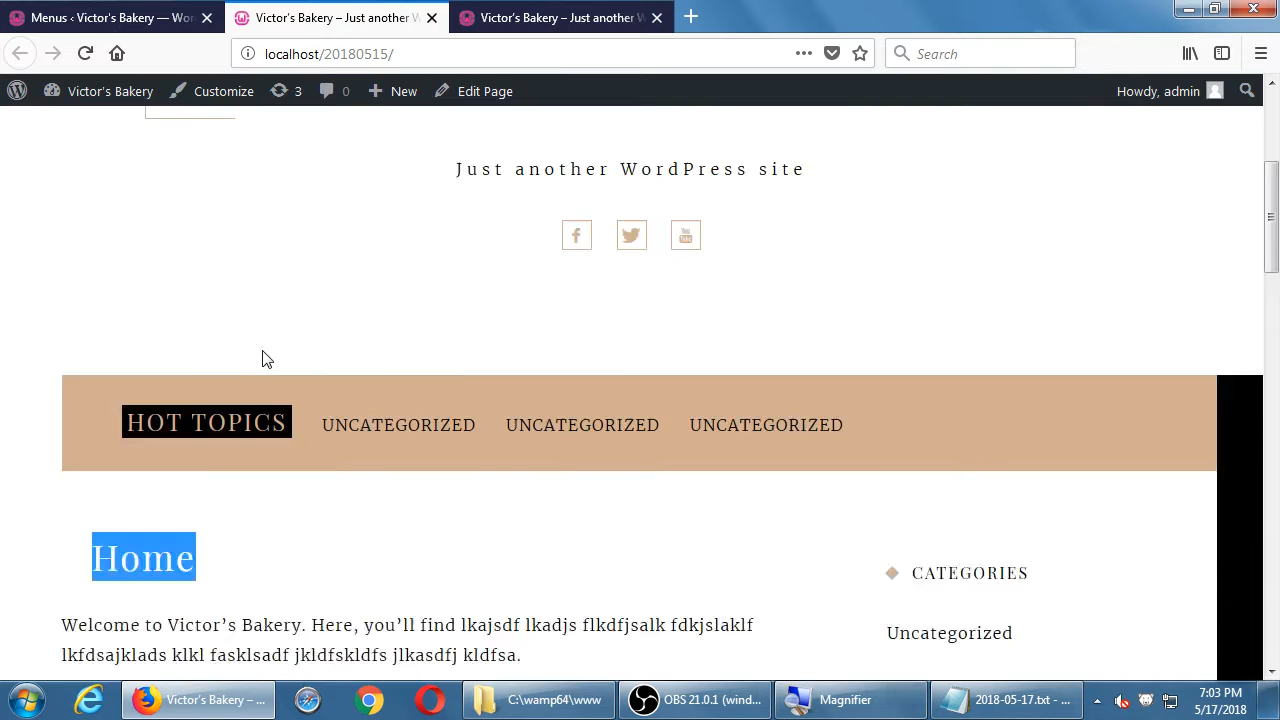 Menus ‹ Victor's Bakery — Wor
Victor's Bakery – Just another W
Victor's Bakery – Just another W
localhost/20180515/
Search
Victor's Bakery
Customize
3
0
New
Edit Page
Howdy, admin
Just another WordPress site
You
Tube
HOT TOPICS
UNCATEGORIZED
UNCATEGORIZED
UNCATEGORIZED
Home
CATEGORIES
Welcome to Victor’s Bakery. Here, you’ll find lkajsdf lkadjs flkdfjsalk fdkjslaklf
lkfdsajklads klkl fasklsadf jkldfskldfs jlkasdfj kldfsa.
Uncategorized
Victor's Bakery – ...
C:\wamp64\www
OBS 21.0.1 (wind...
Magnifier
2018-05-17.txt - ...
7:03 PM
5/17/2018